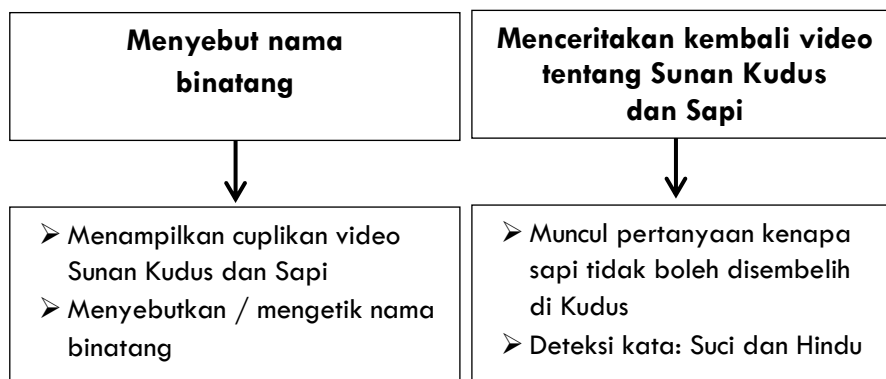 Menyebut nama
binatang
Menceritakan kembali video
tentang Sunan Kudus
dan Sapi
➢ Menampilkan cuplikan video
Sunan Kudus dan Sapi
➢ Menyebutkan / mengetik nama
binatang
➢ Muncul pertanyaan kenapa
sapi tidak boleh disembelih
di Kudus
➢ Deteksi kata: Suci dan Hindu